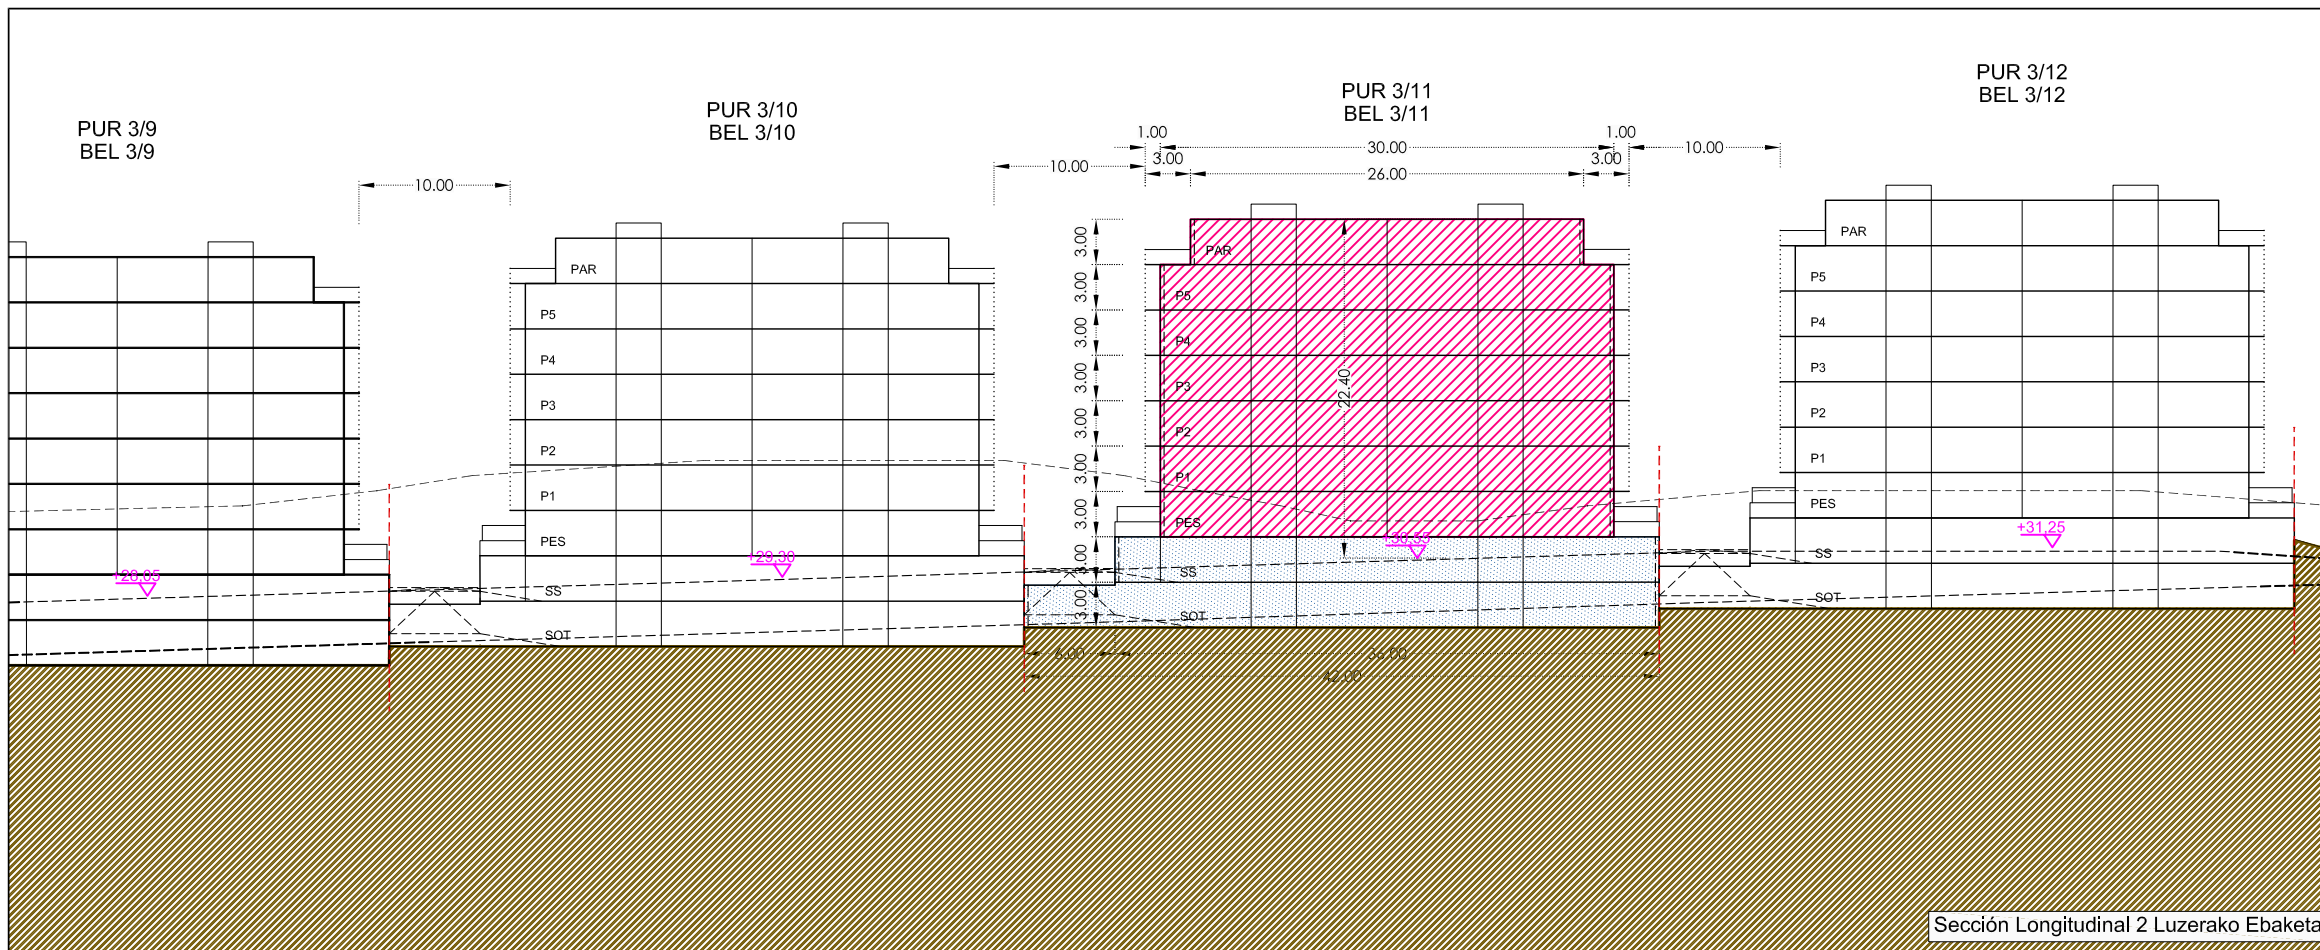 PUR 3/9
BEL 3/9
PUR 3/10
BEL 3/10
PUR 3/11
BEL 3/11
PUR 3/12
BEL 3/12
10.00
10.00
1.00
30.00
1.00
10.00
3.00
26.00
3.00
PAR
P5
P4
P3
P2
P1
PES
SS
SOT
3.00
3.00
3.00
3.00
3.00
3.00
3.00
3.00
3.00
22.40
PAR
P5
P4
P3
P2
P1
PES
SS
SOT
PAR
P5
P4
P3
P2
P1
PES
SS
SOT
+28,05
+29,30
+30,35
+31,25
6.00
36.00
42.00
Sección Longitudinal 2 Luzerako Ebaketa